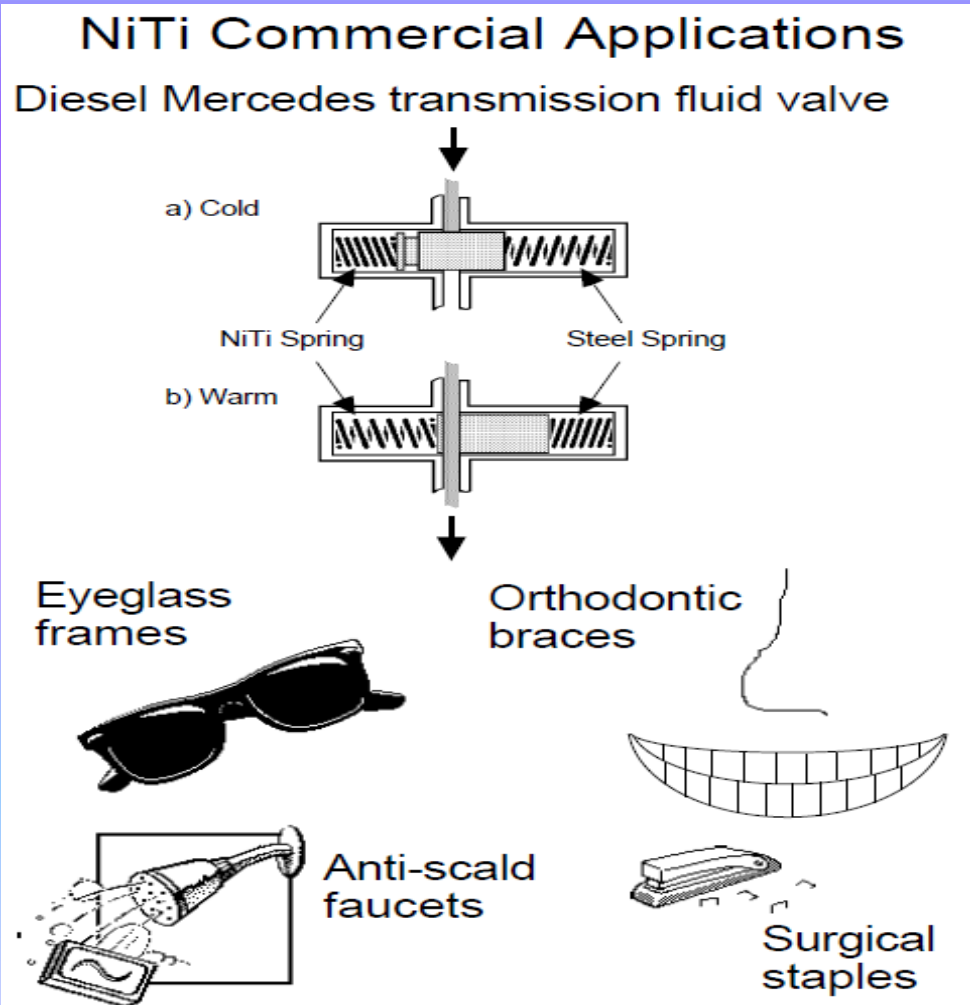 NiTi Commercial Applications
Diesel Mercedes transmission fluid valve
a) Cold
NiTi Spring
Steel Spring
b) Warm
Eyeglass
frames
Orthodontic
braces
Anti-scald
faucets
Surgical
staples